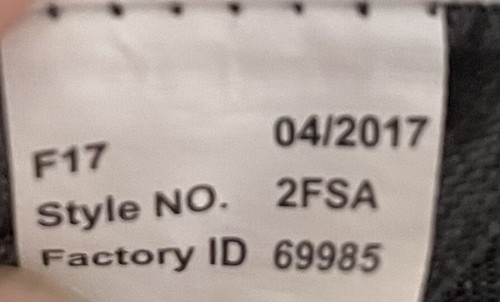 F17 04/2017
Style NO. 2FSA
Factory ID 69985